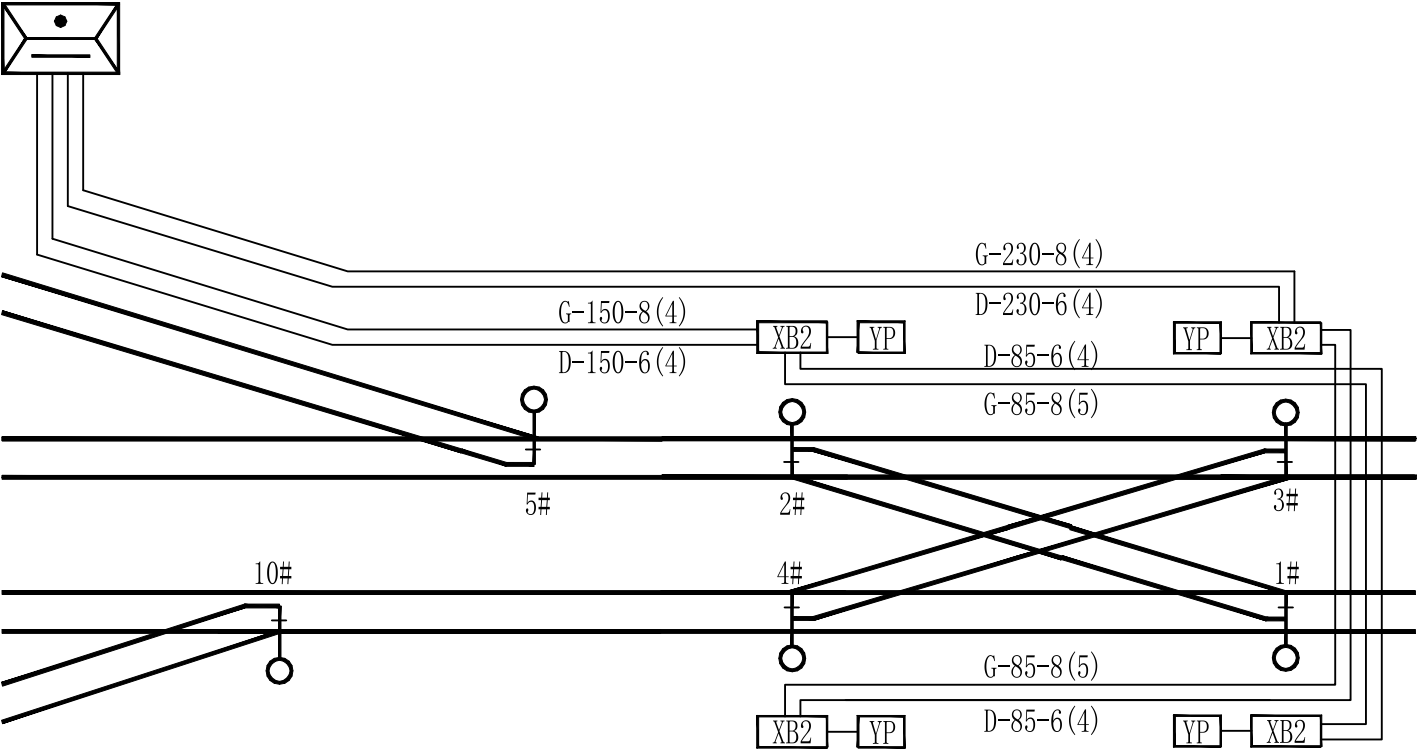 G-230-8(4)
D-230-6(4)
G-150-8(4)
XB2 YP
YP XB2
D-150-6(4)
D-85-6(4)
G-85-8(5)
5# 2# 3#
10# 4# 1#
G-85-8(5)
D-85-6(4)
XB2 YP
YP XB2